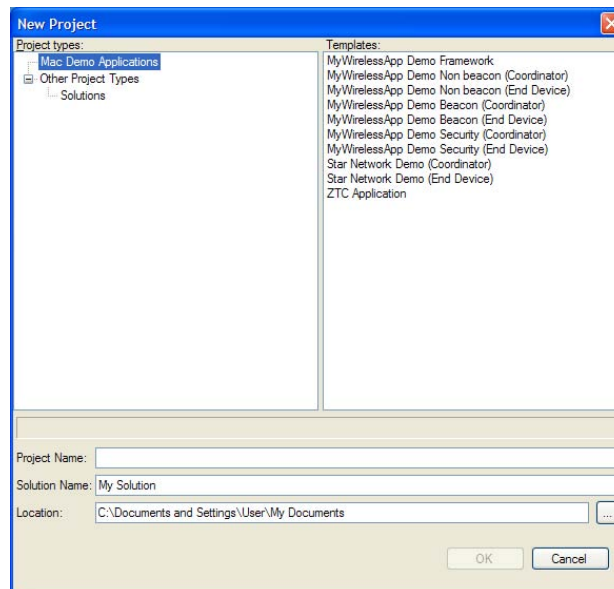 New Project
Project types:
Templates:
Mac Demo Applications
Other Project Types
Solutions
MyWirelessApp Demo Framework
MyWirelessApp Demo Non beacon (Coordinator)
MyWirelessApp Demo Non beacon (End Device)
MyWirelessApp Demo Beacon (Coordinator)
MyWirelessApp Demo Beacon (End Device)
MyWirelessApp Demo Security (Coordinator)
MyWirelessApp Demo Security (End Device)
Star Network Demo (Coordinator)
Star Network Demo (End Device)
ZTC Application
Project Name:
Solution Name: My Solution
Location: C:\Documents and Settings\User\My Documents ...
OK Cancel